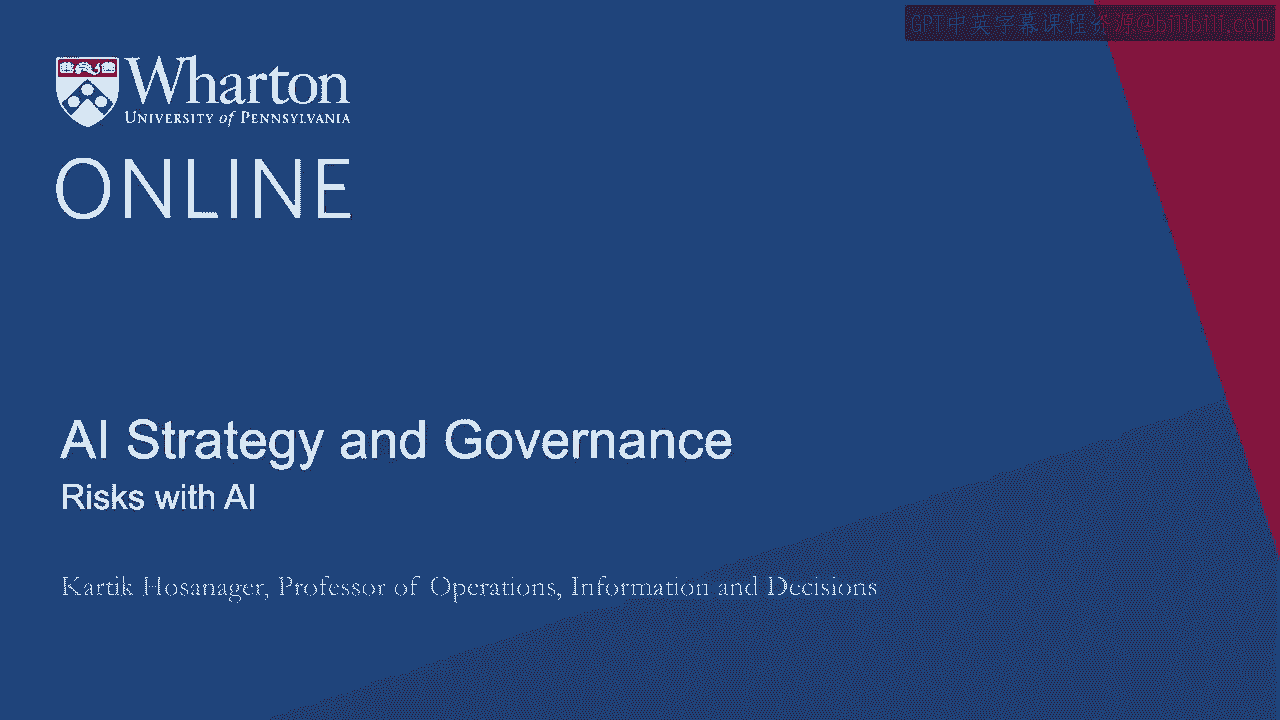 GPT中英字幕课程资源@bilibili.com
Wharton
UNIVERSITY of PENNSYLVANIA
ONLINE
AI Strategy and Governance
Risks with AI
Kartik Hosanager, Professor of Operations, Information and Decisions